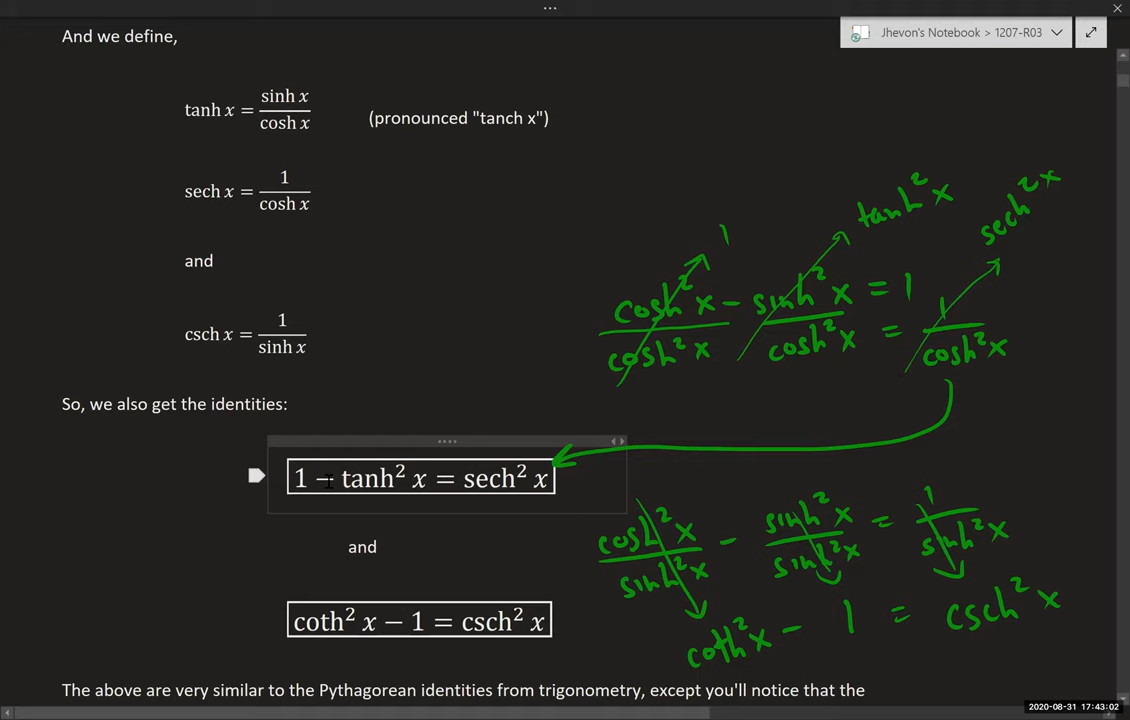 And we define,
Jhevon's Notebook > 1207-R03
tanh x = sinh x / cosh x
(pronounced "tanch x")
sech x = 1 / cosh x
and
csch x = 1 / sinh x
1
tanh² x
sech² x
cosh² x − sinh² x = 1
cosh² x / cosh² x − sinh² x / cosh² x = 1 / cosh² x
So, we also get the identities:
1 − tanh² x = sech² x
and
cosh² x / sinh² x − sinh² x / sinh² x = 1 / sinh² x
coth² x − 1 = csch² x
coth² x − 1 = csch² x
The above are very similar to the Pythagorean identities from trigonometry, except you'll notice that the
2020-08-31 17:43:02